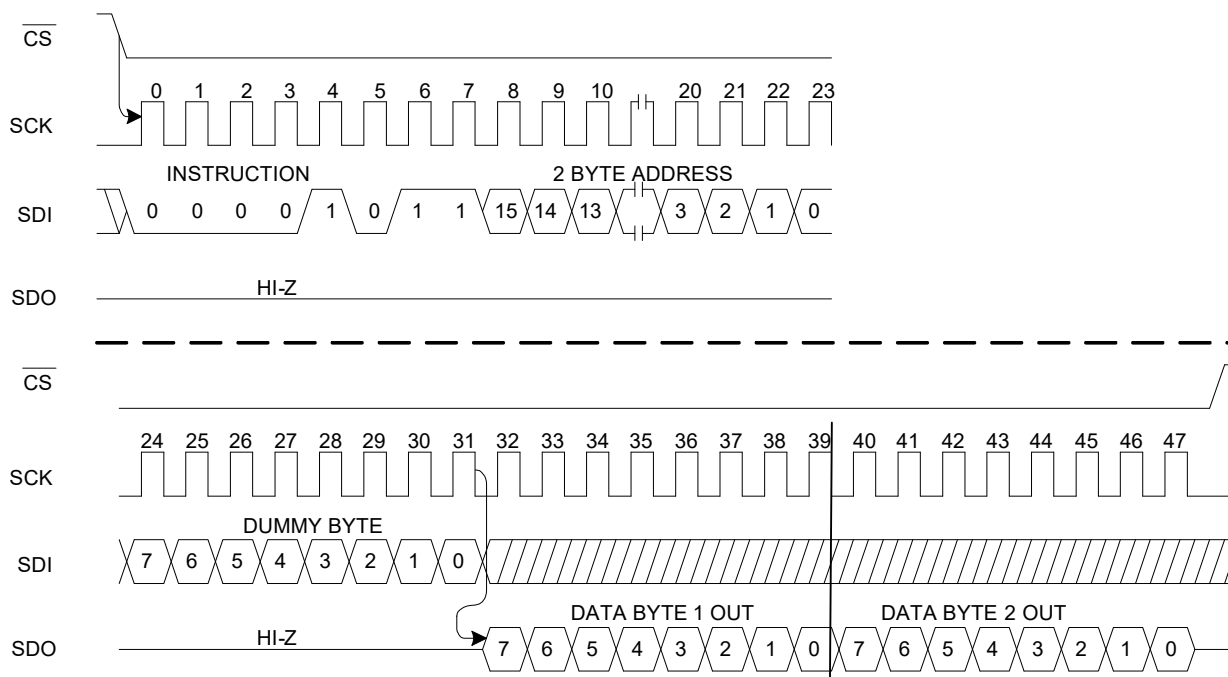 CS
0 1 2 3 4 5 6 7 8 9 10 20 21 22 23
SCK
INSTRUCTION 2 BYTE ADDRESS
SDI 0 0 0 0 1 0 1 1 15 14 13 3 2 1 0
HI-Z
SDO
CS
24 25 26 27 28 29 30 31 32 33 34 35 36 37 38 39 40 41 42 43 44 45 46 47
SCK
DUMMY BYTE
SDI 7 6 5 4 3 2 1 0
HI-Z DATA BYTE 1 OUT DATA BYTE 2 OUT
SDO 7 6 5 4 3 2 1 0 7 6 5 4 3 2 1 0